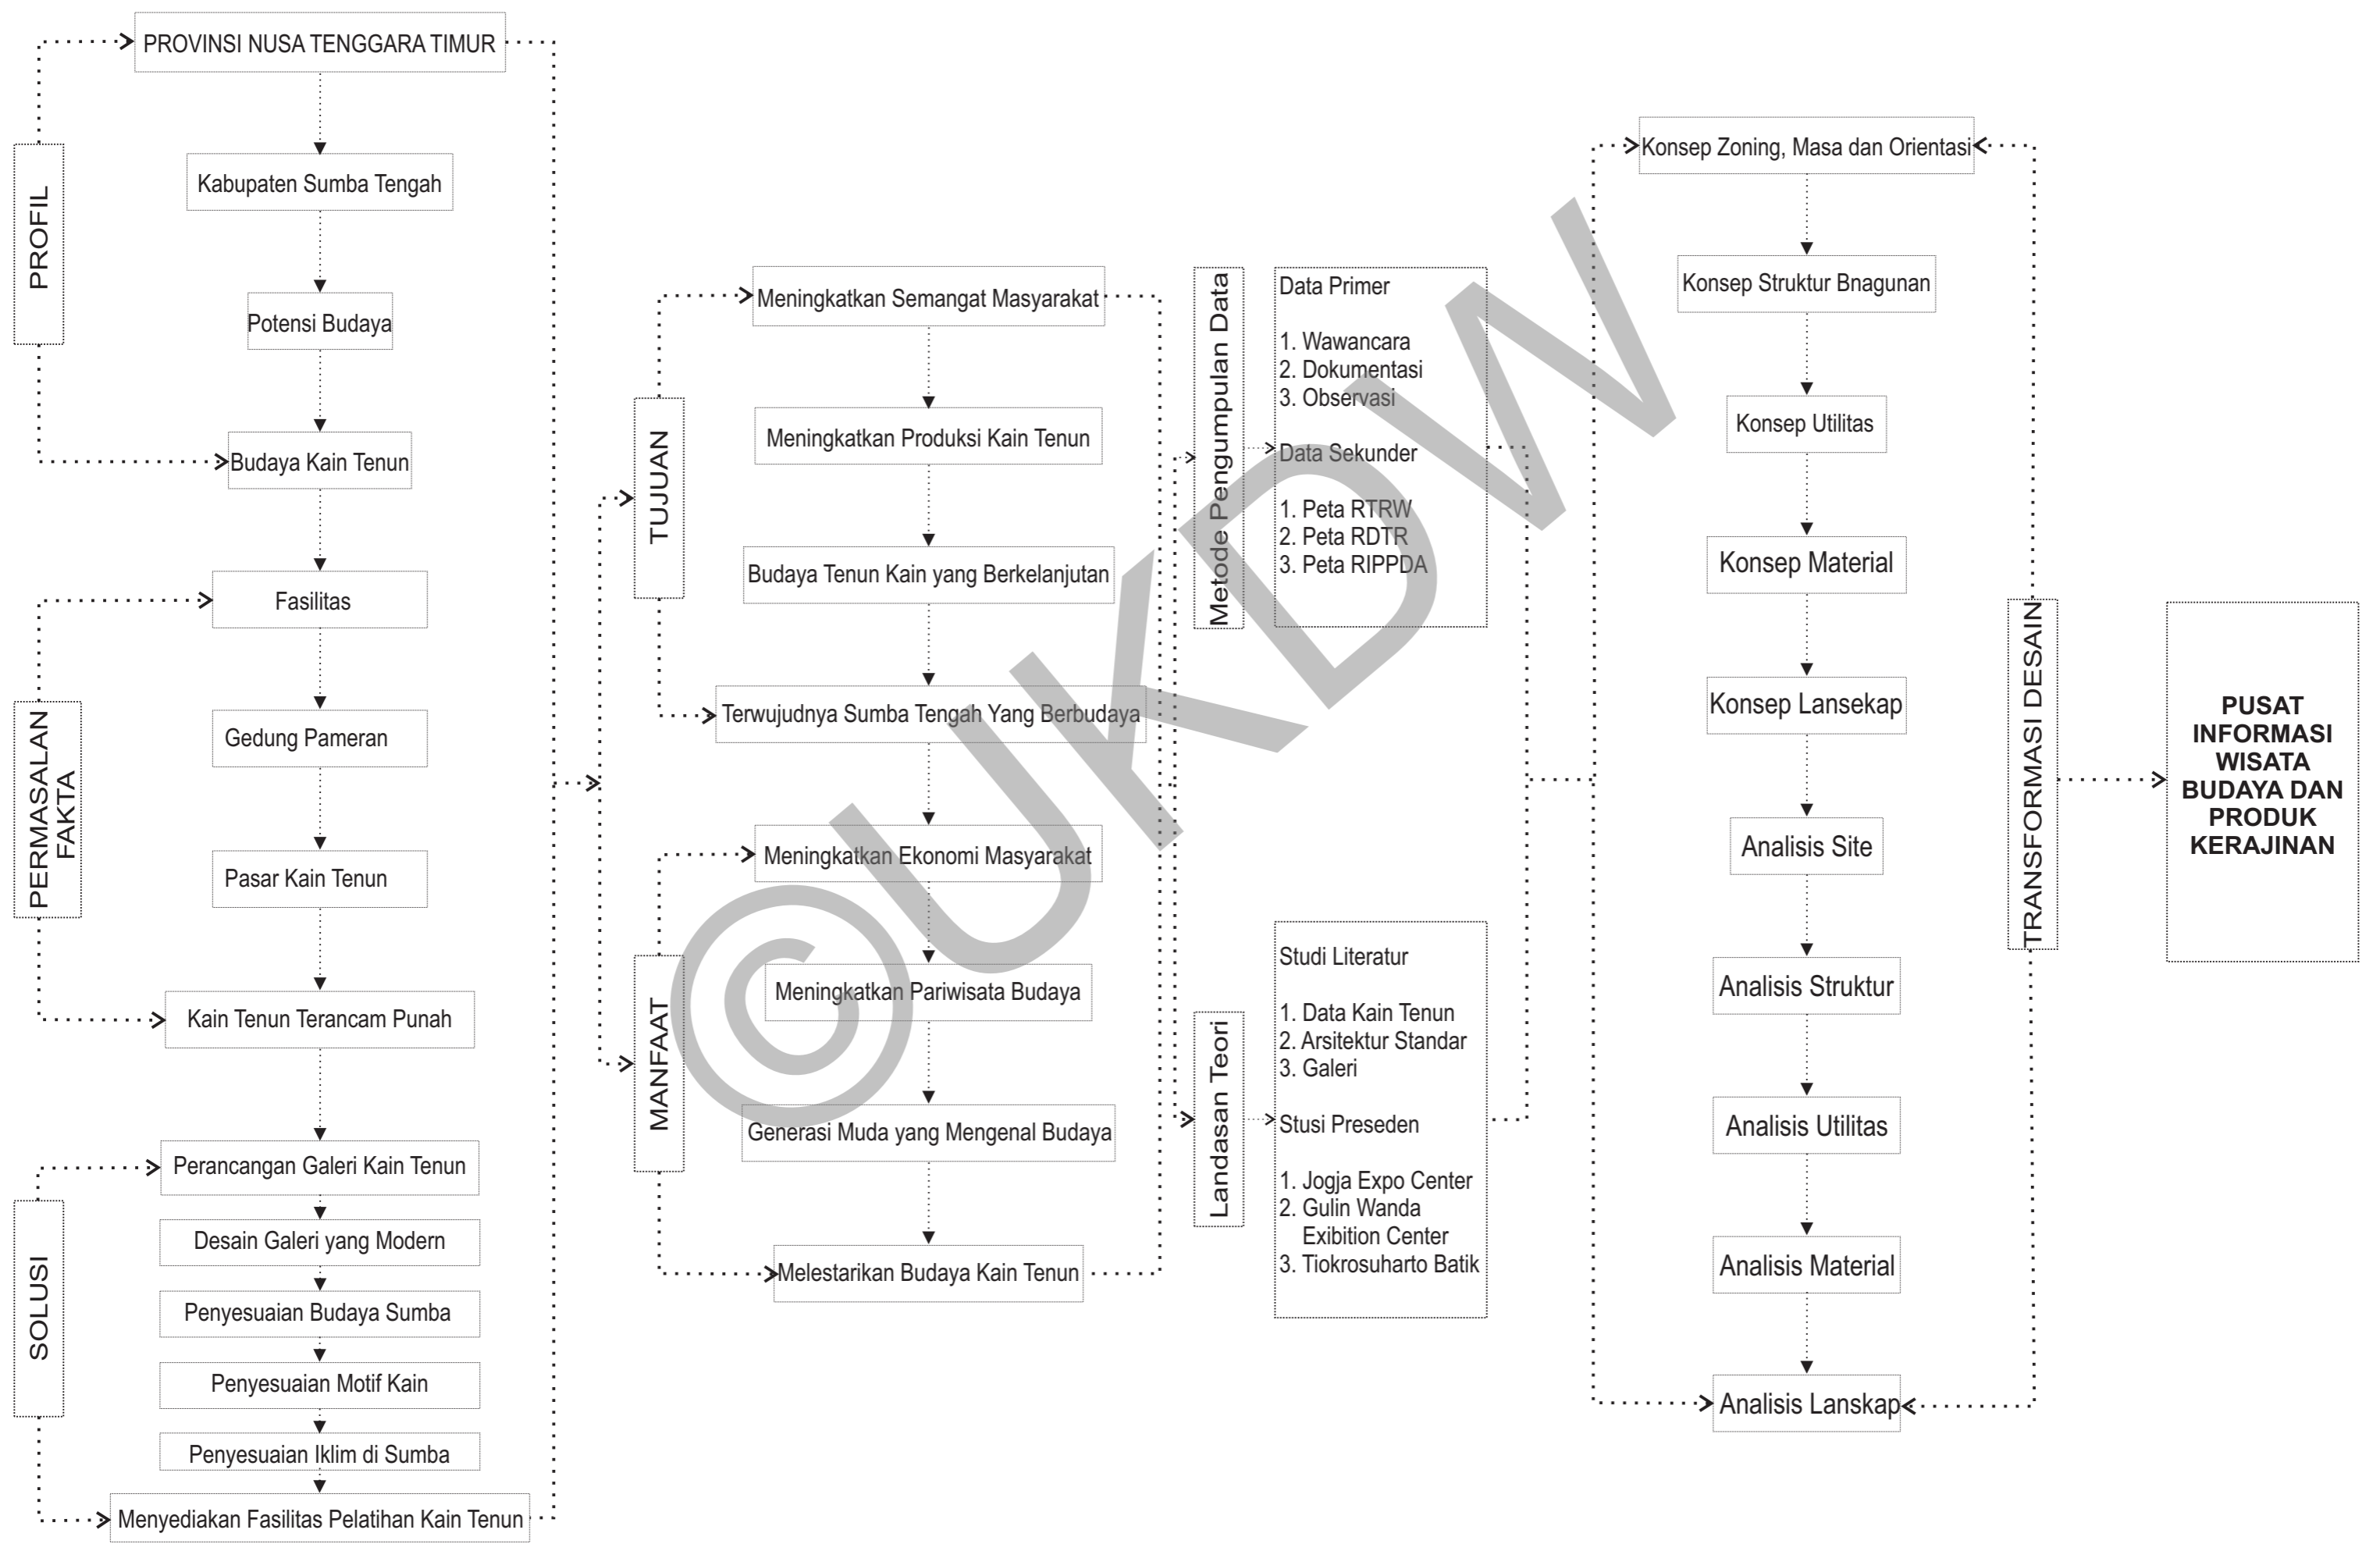 PROFIL
PROVINSI NUSA TENGGARA TIMUR
Kabupaten Sumba Tengah
Potensi Budaya
Budaya Kain Tenun
PERMASALAN
FAKTA
Fasilitas
Gedung Pameran
Pasar Kain Tenun
Kain Tenun Terancam Punah
SOLUSI
Perancangan Galeri Kain Tenun
Desain Galeri yang Modern
Penyesuaian Budaya Sumba
Penyesuaian Motif Kain
Penyesuaian Iklim di Sumba
Menyediakan Fasilitas Pelatihan Kain Tenun
TUJUAN
Meningkatkan Semangat Masyarakat
Meningkatkan Produksi Kain Tenun
Budaya Tenun Kain yang Berkelanjutan
Terwujudnya Sumba Tengah Yang Berbudaya
MANFAAT
Meningkatkan Ekonomi Masyarakat
Meningkatkan Pariwisata Budaya
Generasi Muda yang Mengenal Budaya
Melestarikan Budaya Kain Tenun
Metode Pengumpulan Data
Data Primer
1. Wawancara
2. Dokumentasi
3. Observasi
Data Sekunder
1. Peta RTRW
2. Peta RDTR
3. Peta RIPPDA
Landasan Teori
Studi Literatur
1. Data Kain Tenun
2. Arsitektur Standar
3. Galeri
Stusi Preseden
1. Jogja Expo Center
2. Gulin Wanda
Exibition Center
3. Tiokrosuharto Batik
Konsep Zoning, Masa dan Orientasi
Konsep Struktur Bnagunan
Konsep Utilitas
Konsep Material
Konsep Lansekap
Analisis Site
Analisis Struktur
Analisis Utilitas
Analisis Material
Analisis Lanskap
TRANSFORMASI DESAIN
PUSAT
INFORMASI
WISATA
BUDAYA DAN
PRODUK
KERAJINAN
©UKDW